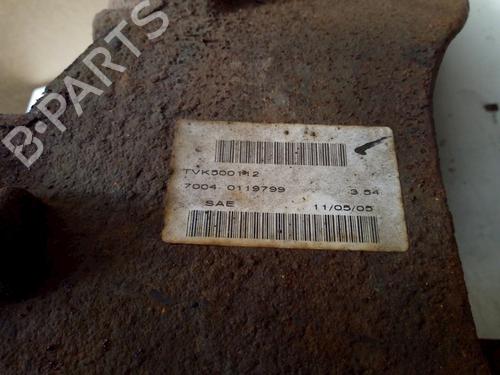 B-PARTS
TVK500112
7004 0119799 3.54
SAE 11/05/05